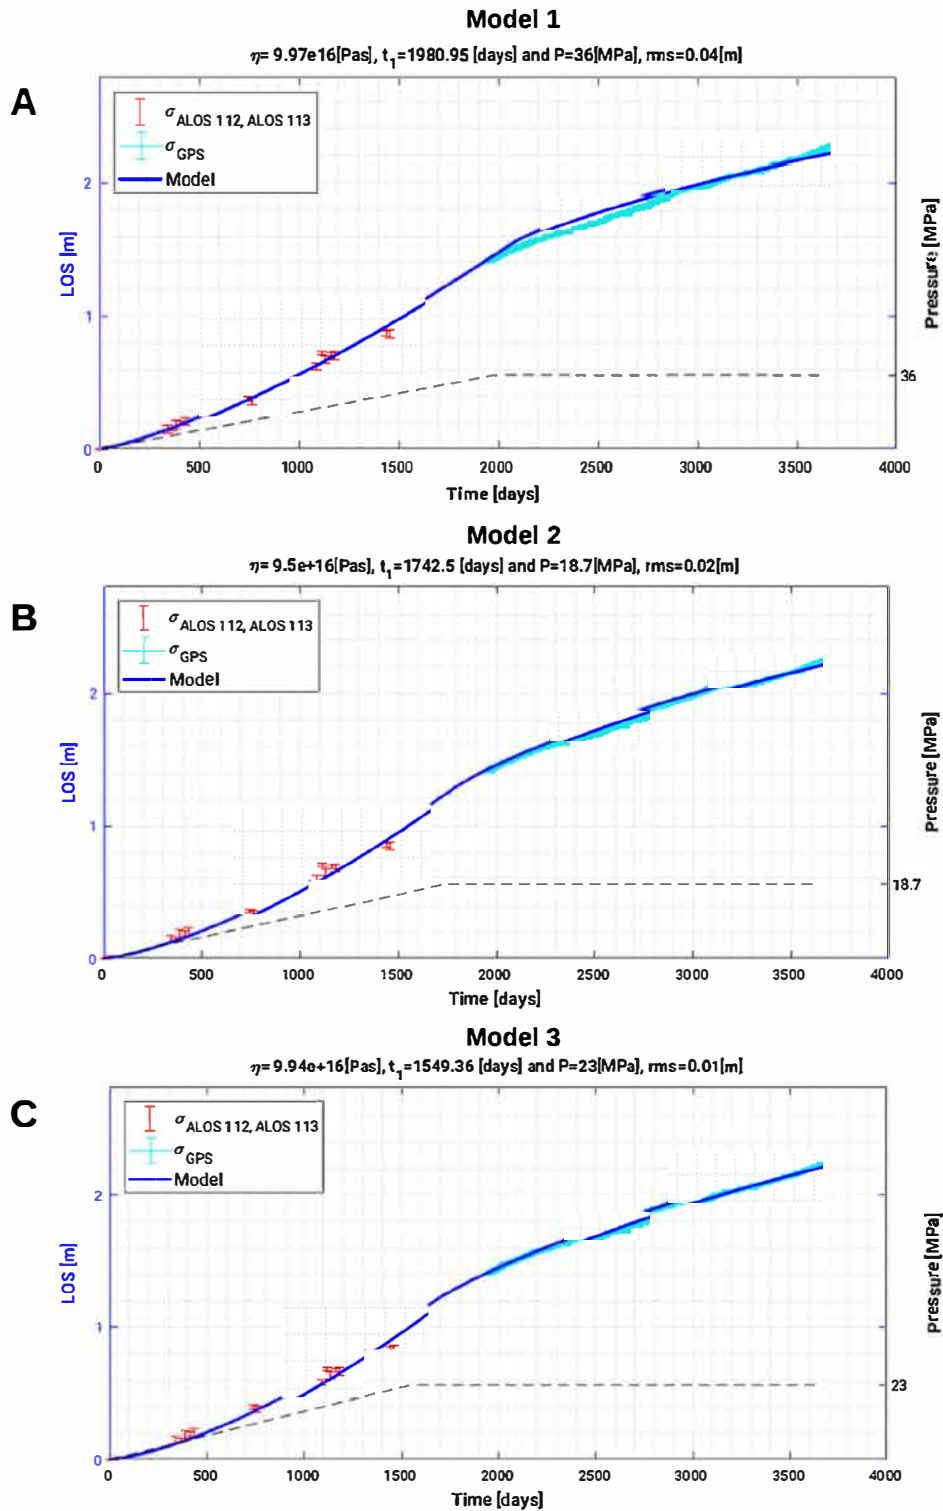 Model 1
η= 9.97e16[Pas], t1=1980.95 [days] and P=36[MPa], rms=0.04[m]
A
σALOS 112, ALOS 113
σGPS
Model
2
1
0
LOS [m]
Pressure [MPa]
36
0 500 1000 1500 2000 2500 3000 3500 4000
Time [days]
Model 2
η= 9.5e+16[Pas], t1=1742.5 [days] and P=18.7[MPa], rms=0.02[m]
B
σALOS 112, ALOS 113
σGPS
Model
2
1
0
LOS [m]
Pressure [MPa]
18.7
0 500 1000 1500 2000 2500 3000 3500 4000
Time [days]
Model 3
η= 9.94e+16[Pas], t1=1549.36 [days] and P=23[MPa], rms=0.01[m]
C
σALOS 112, ALOS 113
σGPS
Model
2
1
0
LOS [m]
Pressure [MPa]
23
0 500 1000 1500 2000 2500 3000 3500 4000
Time [days]